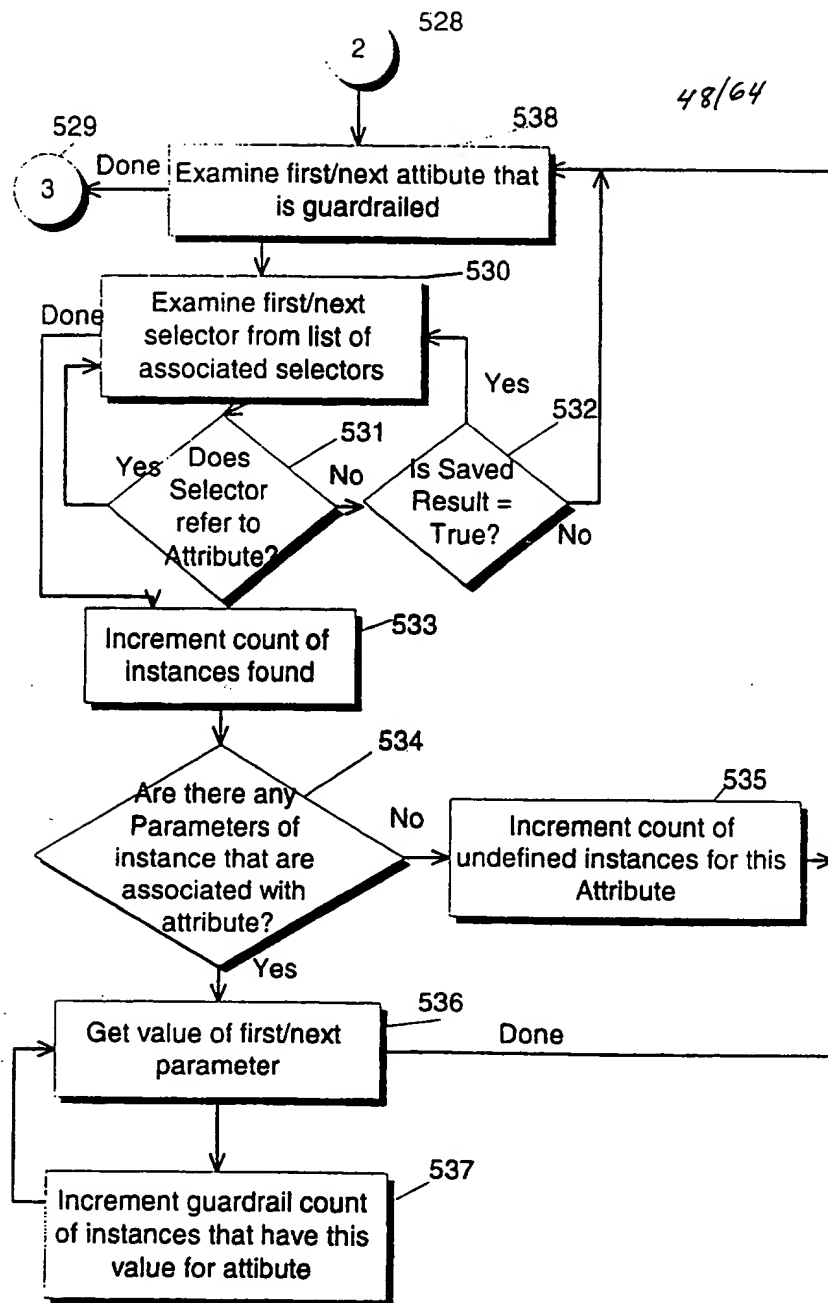 528
2
48/64
538
529
Done
3
Examine first/next attibute that
is guardrailed
530
Done
Examine first/next
selector from list of
associated selectors
Yes
532
531
Yes
Does
Selector
refer to
Attribute?
No
Is Saved
Result =
True?
No
533
Increment count of
instances found
534
Are there any
Parameters of
instance that are
associated with
attribute?
No
535
Increment count of
undefined instances for this
Attribute
Yes
536
Get value of first/next
parameter
Done
537
Increment guardrail count
of instances that have this
value for attibute